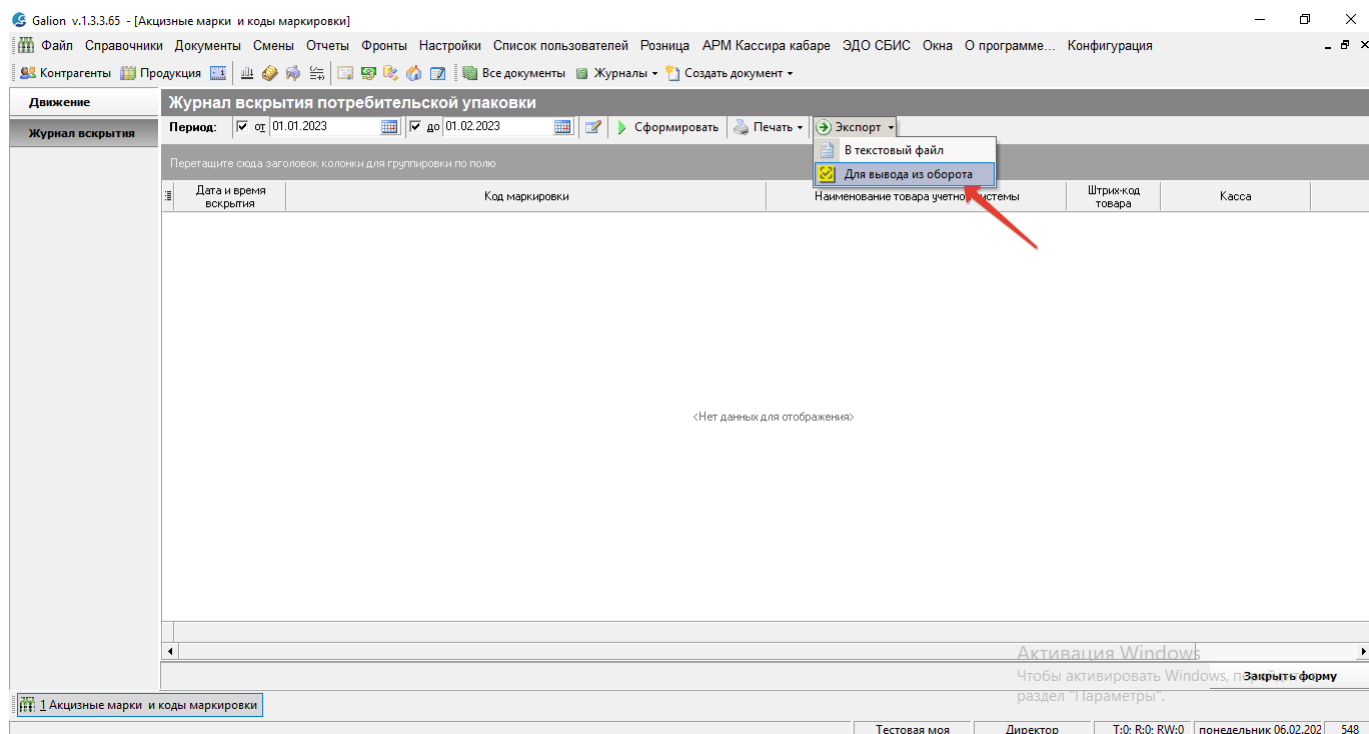 Galion v.1.3.3.65 - [Акцизные марки и коды маркировки]
Файл Справочники Документы Смены Отчеты Фронты Настройки Список пользователей Розница АРМ Кассира кабаре ЭДО СБИС Окна О программе... Конфигурация
Контрагенты Продукция Все документы Журналы Создать документ
Движение
Журнал вскрытия потребительской упаковки
Журнал вскрытия
Период: от 01.01.2023 до 01.02.2023 Сформировать Печать Экспорт
В текстовый файл
Для вывода из оборота
Перетащите сюда заголовок колонки для группировки по полю
Дата и время вскрытия Код маркировки Наименование товара учетной системы Штрих-код товара Касса
<Нет данных для отображения>
Активация Windows
Чтобы активировать Windows,
раздел "Параметры".
Закрыть форму
1 Акцизные марки и коды маркировки
Тестовая моя Директор T:0; R:0; RW:0 понедельник 06.02.202 548